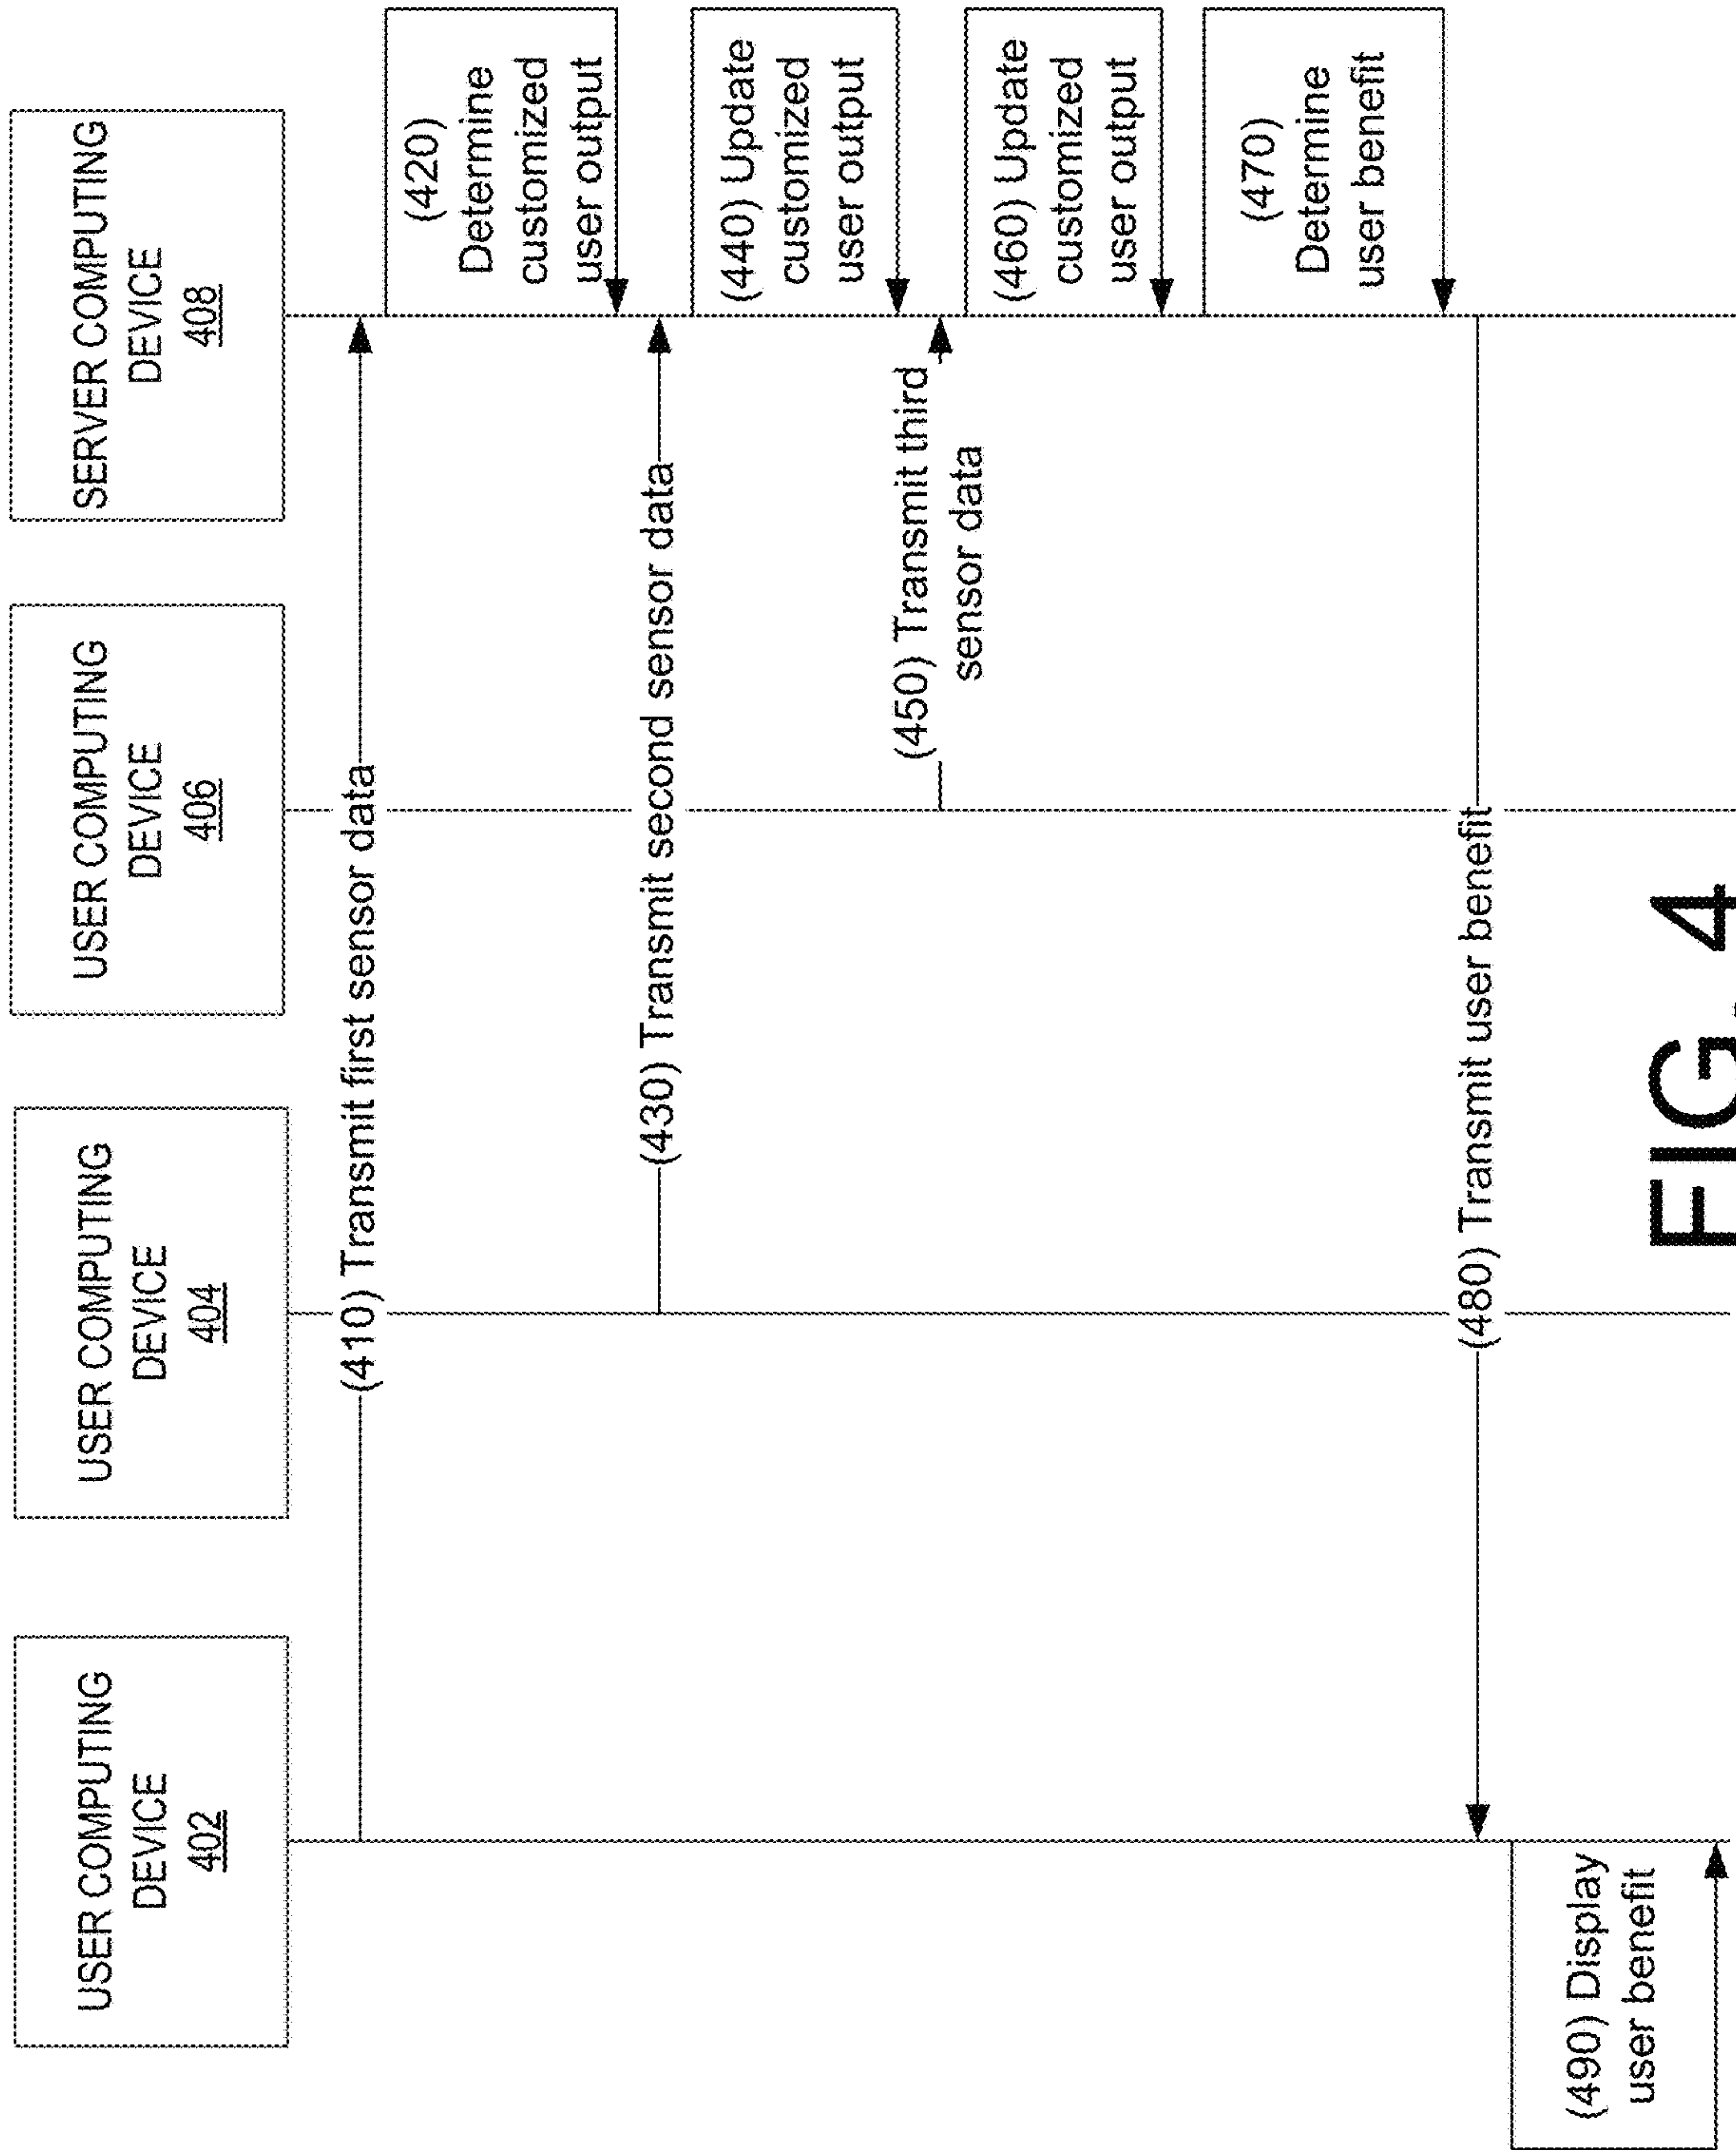 USER COMPUTING
DEVICE
402
USER COMPUTING
DEVICE
404
USER COMPUTING
DEVICE
406
SERVER COMPUTING
DEVICE
408
(410) Transmit first sensor data
(420)
Determine
customized
user output
(430) Transmit second sensor data
(440) Update
customized
user output
(450) Transmit third
sensor data
(460) Update
customized
user output
(470)
Determine
user benefit
(480) Transmit user benefit
(490) Display
user benefit
FIG. 4